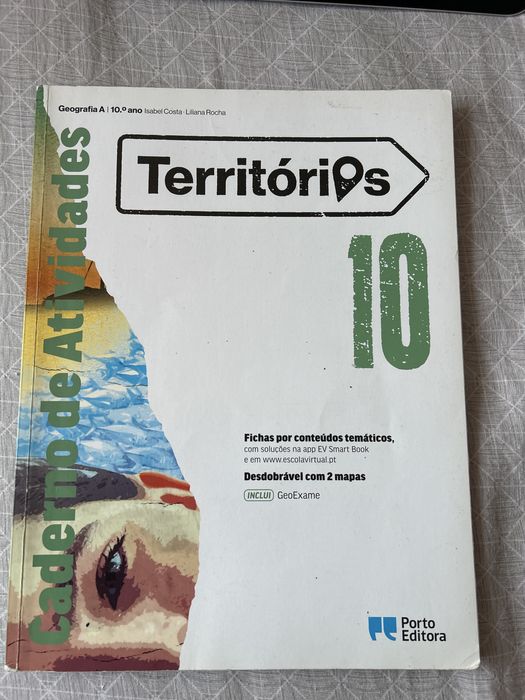 Geografia A | 10.º ano Isabel Costa · Liliana Rocha
Territórios
10
Caderno de Atividades
Fichas por conteúdos temáticos,
com soluções na app EV Smart Book
e em www.escolavirtual.pt
Desdobrável com 2 mapas
INCLUI GeoExame
Porto
Editora